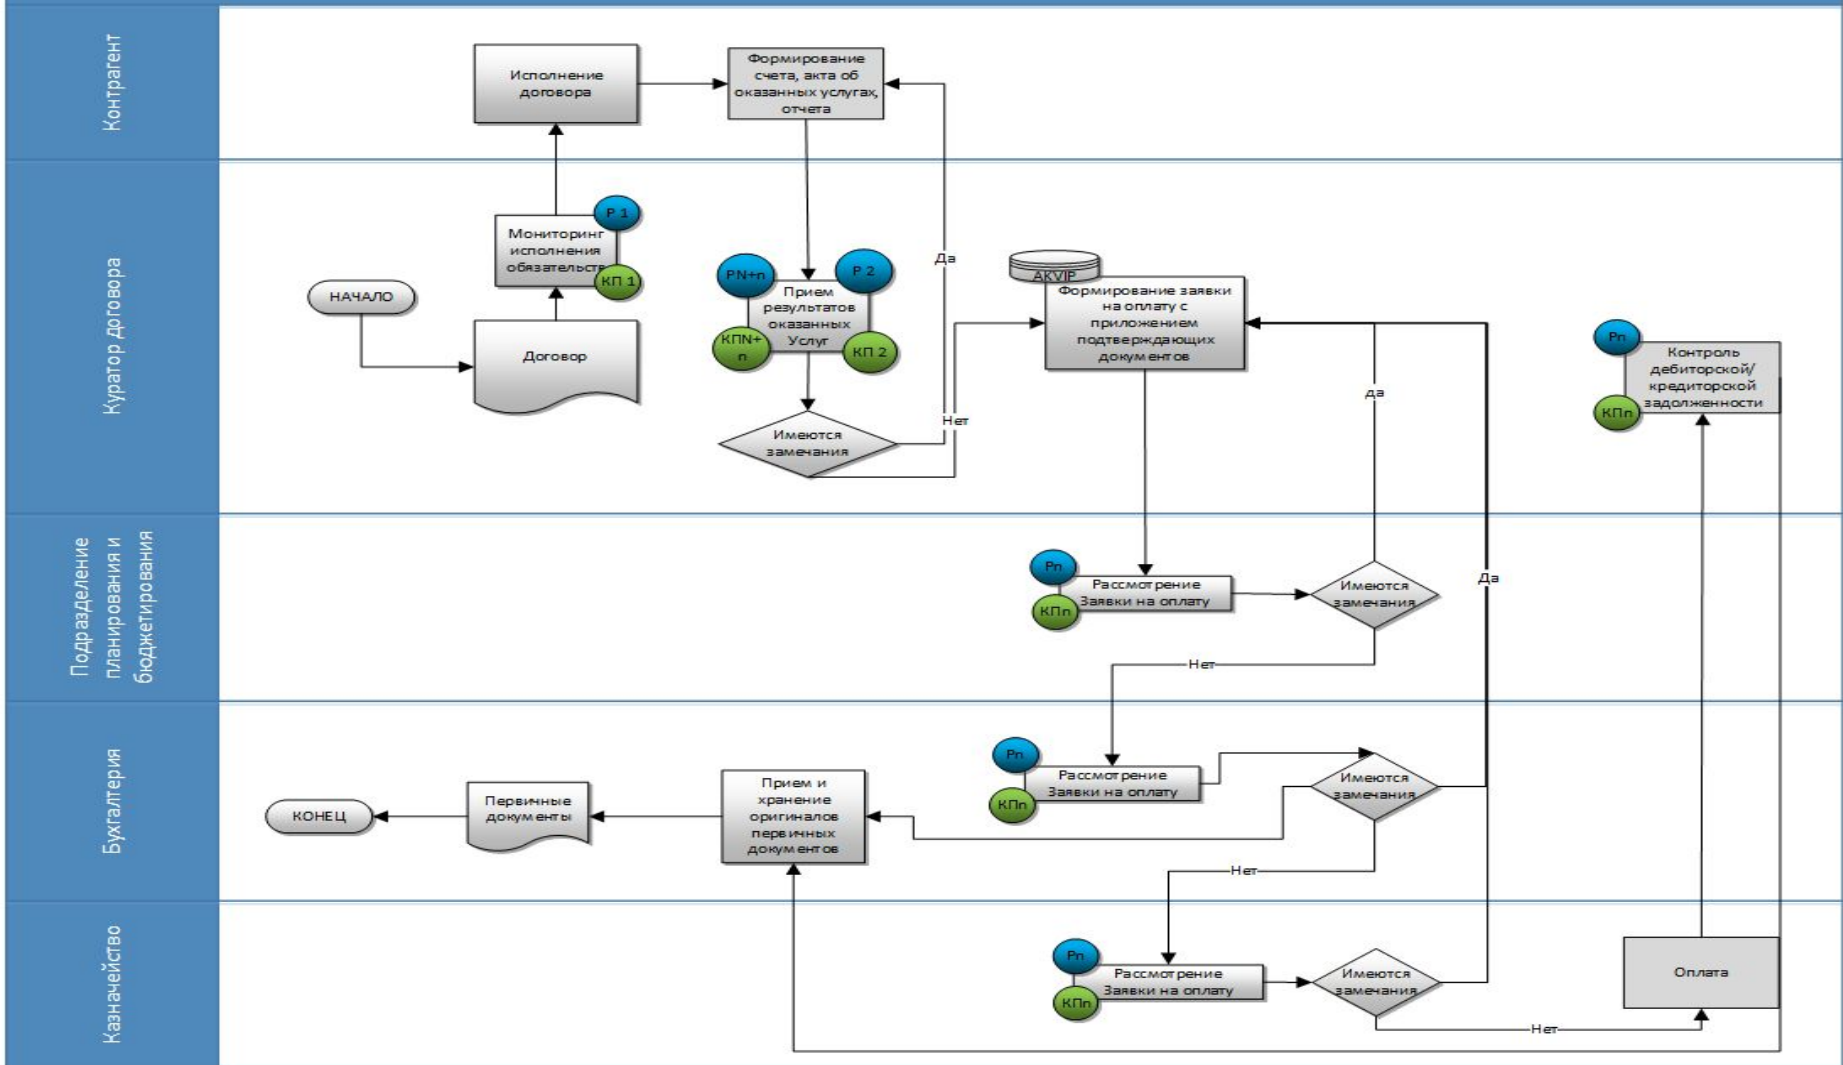 Контрагент
Исполнение
договора
Формирование
счета, акта об
оказанных услугах,
отчета
Куратор договора
НАЧАЛО
Договор
Мониторинг
исполнения
обязательств
Р 1
КП 1
РN+n
Р 2
Прием
результатов
оказанных
Услуг
КПN+
n
КП 2
Имеются
замечания
Да
Нет
AKVIP
Формирование заявки
на оплату с
приложением
подтверждающих
документов
да
Рn
КПn
Контроль
дебиторской/
кредиторской
задолженности
Подразделение
планирования и
бюджетирования
Рn
КПn
Рассмотрение
Заявки на оплату
Имеются
замечания
Да
Нет
Бухгалтерия
КОНЕЦ
Первичные
документы
Прием и
хранение
оригиналов
первичных
документов
Рn
КПn
Рассмотрение
Заявки на оплату
Имеются
замечания
Нет
Казначейство
Рn
КПn
Рассмотрение
Заявки на оплату
Имеются
замечания
Нет
Оплата